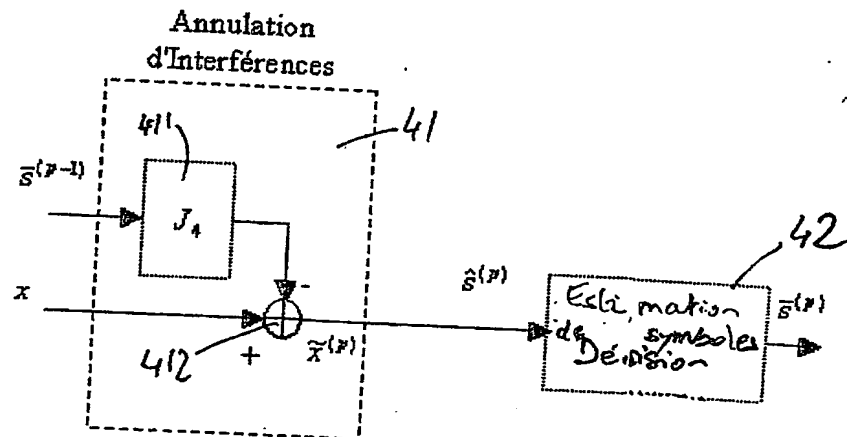 Annulation
d'Interférences
411
41
s̄^(p-1)
J₄
x
-
+
412
x̃^(p)
ŝ^(p)
42
Estimation
de symboles
Décision
s̄^(p)